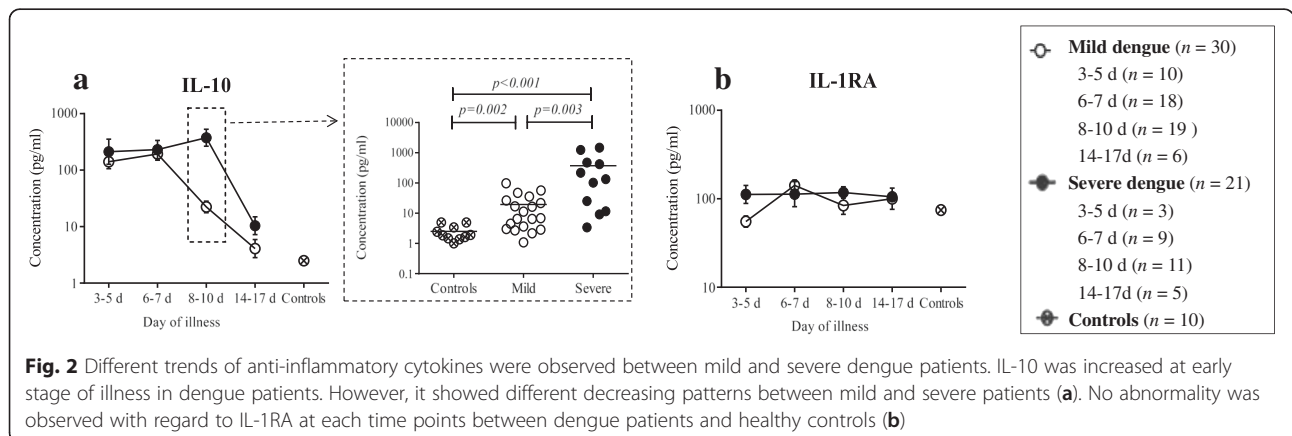 a
IL-10
Concentration (pg/ml)
1000
100
10
1
3-5 d 6-7 d 8-10 d 14-17 d Controls
Day of illness
p<0.001
p=0.002 p=0.003
Concentration (pg/ml)
10000
1000
100
10
1
0.1
Controls Mild Severe
b
IL-1RA
Concentration (pg/ml)
1000
100
10
3-5 d 6-7 d 8-10 d 14-17 d Controls
Day of illness
Mild dengue (n = 30)
3-5 d (n = 10)
6-7 d (n = 18)
8-10 d (n = 19 )
14-17d (n = 6)
Severe dengue (n = 21)
3-5 d (n = 3)
6-7 d (n = 9)
8-10 d (n = 11)
14-17d (n = 5)
Controls (n = 10)
Fig. 2 Different trends of anti-inflammatory cytokines were observed between mild and severe dengue patients. IL-10 was increased at early
stage of illness in dengue patients. However, it showed different decreasing patterns between mild and severe patients (a). No abnormality was
observed with regard to IL-1RA at each time points between dengue patients and healthy controls (b)